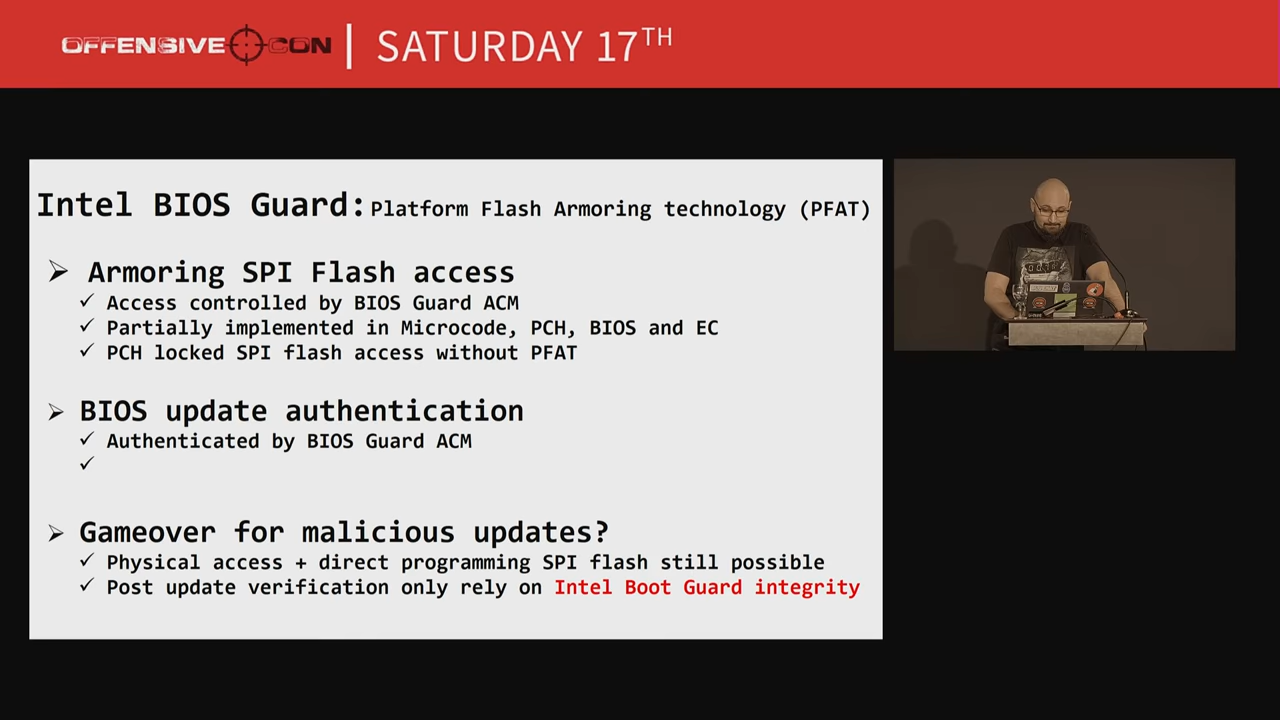 OFFENSIVE CON | SATURDAY 17TH
Intel BIOS Guard: Platform Flash Armoring technology (PFAT)
➢ Armoring SPI Flash access
✓ Access controlled by BIOS Guard ACM
✓ Partially implemented in Microcode, PCH, BIOS and EC
✓ PCH locked SPI flash access without PFAT
➢ BIOS update authentication
✓ Authenticated by BIOS Guard ACM
✓
➢ Gameover for malicious updates?
✓ Physical access + direct programming SPI flash still possible
✓ Post update verification only rely on Intel Boot Guard integrity